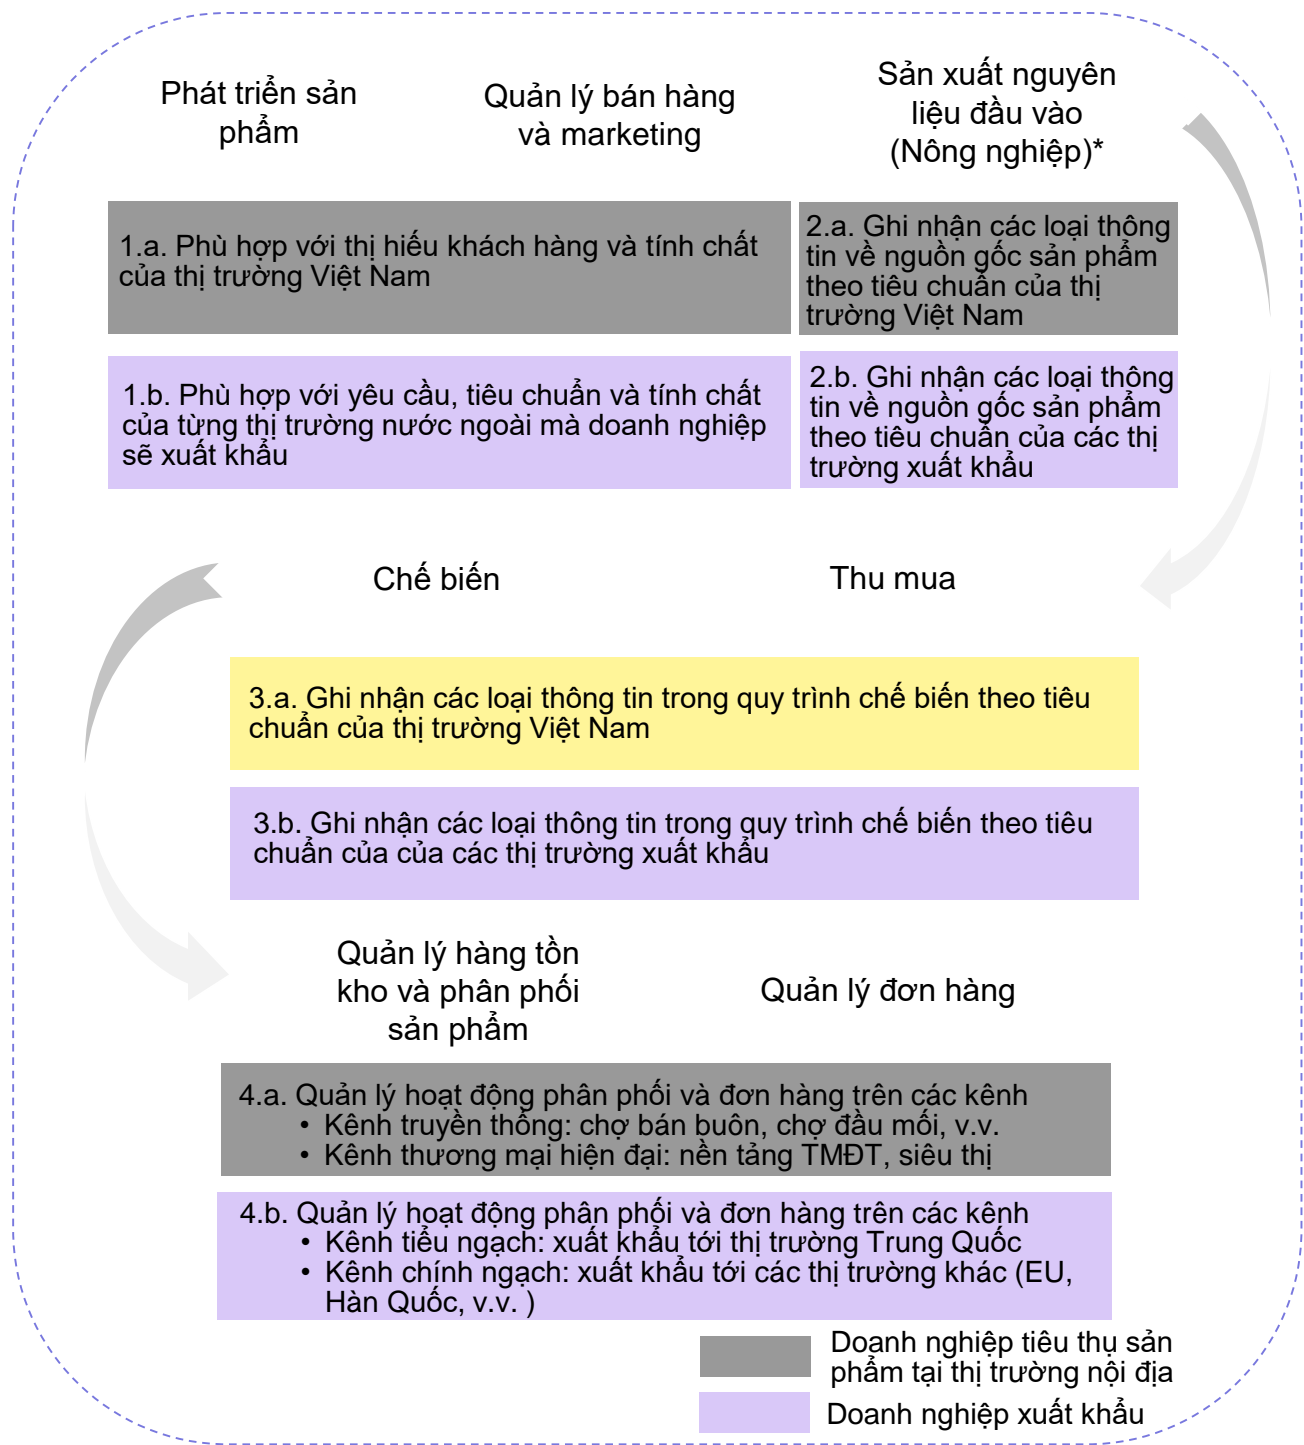 Phát triển sản
phẩm
Quản lý bán hàng
và marketing
Sản xuất nguyên
liệu đầu vào
(Nông nghiệp)*
1.a. Phù hợp với thị hiếu khách hàng và tính chất
của thị trường Việt Nam
2.a. Ghi nhận các loại thông
tin về nguồn gốc sản phẩm
theo tiêu chuẩn của thị
trường Việt Nam
1.b. Phù hợp với yêu cầu, tiêu chuẩn và tính chất
của từng thị trường nước ngoài mà doanh nghiệp
sẽ xuất khẩu
2.b. Ghi nhận các loại thông
tin về nguồn gốc sản phẩm
theo tiêu chuẩn của các thị
trường xuất khẩu
Chế biến
Thu mua
3.a. Ghi nhận các loại thông tin trong quy trình chế biến theo tiêu
chuẩn của thị trường Việt Nam
3.b. Ghi nhận các loại thông tin trong quy trình chế biến theo tiêu
chuẩn của của các thị trường xuất khẩu
Quản lý hàng tồn
kho và phân phối
sản phẩm
Quản lý đơn hàng
4.a. Quản lý hoạt động phân phối và đơn hàng trên các kênh
• Kênh truyền thống: chợ bán buôn, chợ đầu mối, v.v.
• Kênh thương mại hiện đại: nền tảng TMĐT, siêu thị
4.b. Quản lý hoạt động phân phối và đơn hàng trên các kênh
• Kênh tiểu ngạch: xuất khẩu tới thị trường Trung Quốc
• Kênh chính ngạch: xuất khẩu tới các thị trường khác (EU,
Hàn Quốc, v.v. )
Doanh nghiệp tiêu thụ sản
phẩm tại thị trường nội địa
Doanh nghiệp xuất khẩu